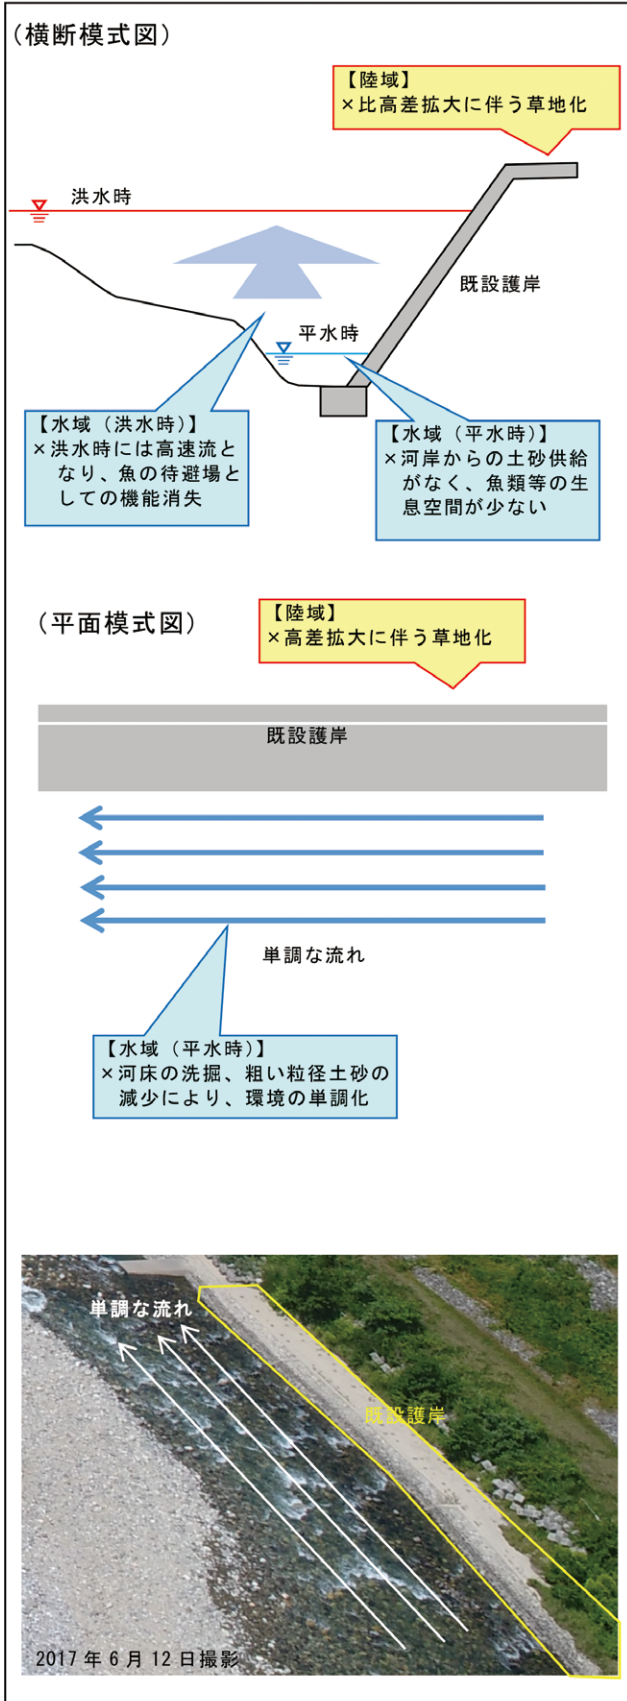 （横断模式図）
【陸域】
×比高差拡大に伴う草地化
洪水時
既設護岸
平水時
【水域（洪水時）】
×洪水時には高速流と
なり、魚の待避場と
しての機能消失
【水域（平水時）】
×河岸からの土砂供給
がなく、魚類等の生
息空間が少ない
（平面模式図）
【陸域】
×高差拡大に伴う草地化
既設護岸
単調な流れ
【水域（平水時）】
×河床の洗掘、粗い粒径土砂の
減少により、環境の単調化
単調な流れ
既設護岸
2017年6月12日撮影